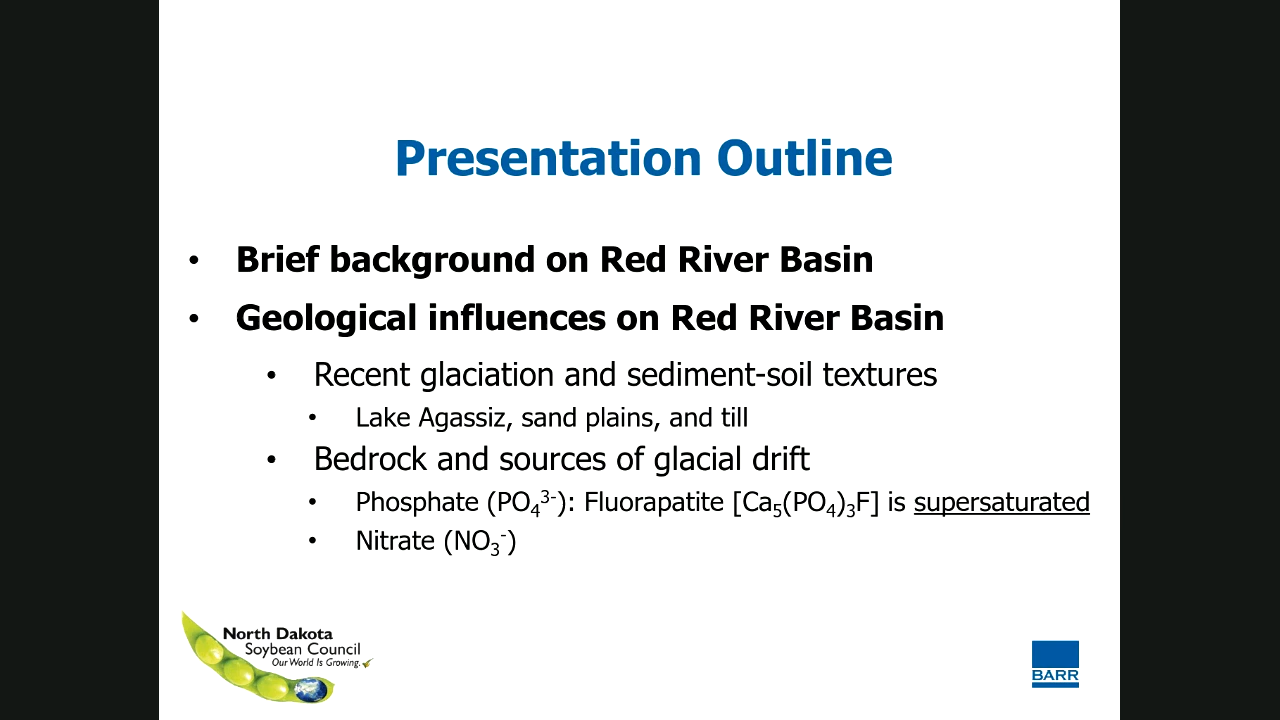 Presentation Outline
• Brief background on Red River Basin
• Geological influences on Red River Basin
• Recent glaciation and sediment-soil textures
• Lake Agassiz, sand plains, and till
• Bedrock and sources of glacial drift
• Phosphate (PO₄³⁻): Fluorapatite [Ca₅(PO₄)₃F] is supersaturated
• Nitrate (NO₃⁻)
North Dakota
Soybean Council
Our World Is Growing.
BARR